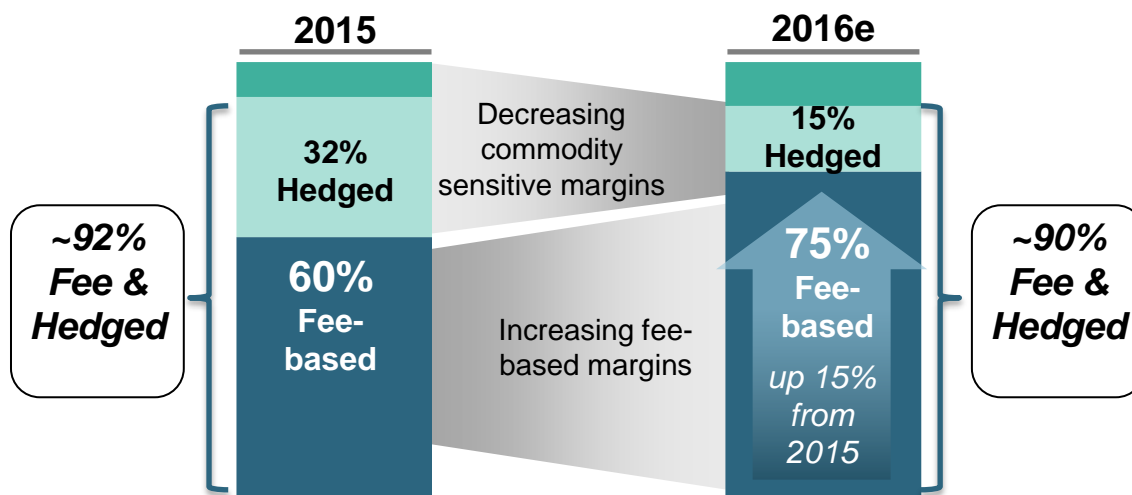 2015
2016e
32%
Hedged
Decreasing
commodity
sensitive margins
15%
Hedged
~92%
Fee &
Hedged
60%
Fee-
based
Increasing fee-
based margins
75%
Fee-
based
up 15%
from
2015
~90%
Fee &
Hedged